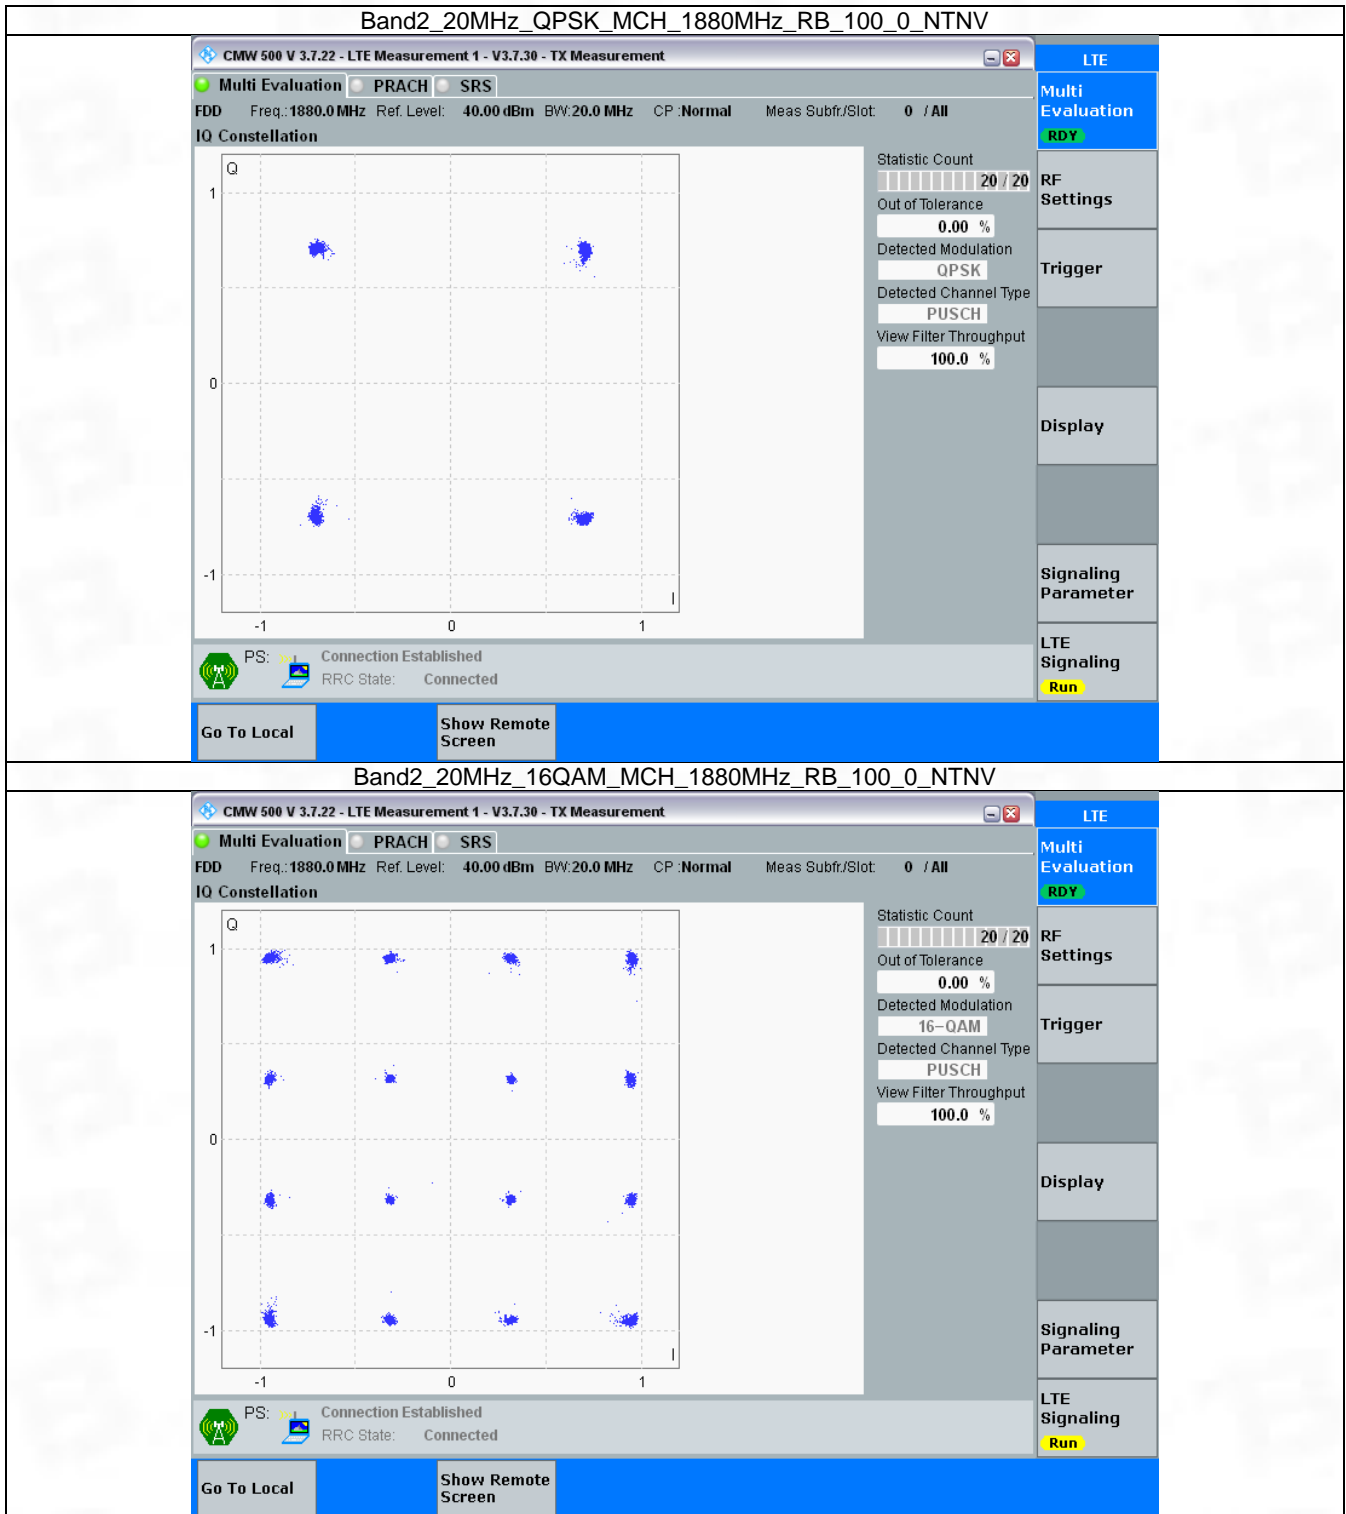 Band2_20MHz_QPSK_MCH_1880MHz_RB_100_0_NTNV
CMW 500 V 3.7.22 - LTE Measurement 1 - V3.7.30 - TX Measurement
LTE
Multi Evaluation PRACH SRS
Multi
Evaluation
RDY
FDD Freq.: 1880.0 MHz Ref. Level: 40.00 dBm BW: 20.0 MHz CP : Normal Meas Subfr./Slot: 0 / All
IQ Constellation
Q
1
0
-1
I
-1 0 1
Statistic Count
20 / 20
Out of Tolerance
0.00 %
Detected Modulation
QPSK
Detected Channel Type
PUSCH
View Filter Throughput
100.0 %
RF
Settings
Trigger
Display
Signaling
Parameter
LTE
Signaling
Run
PS: Connection Established
RRC State: Connected
Go To Local
Show Remote
Screen
Band2_20MHz_16QAM_MCH_1880MHz_RB_100_0_NTNV
CMW 500 V 3.7.22 - LTE Measurement 1 - V3.7.30 - TX Measurement
LTE
Multi Evaluation PRACH SRS
Multi
Evaluation
RDY
FDD Freq.: 1880.0 MHz Ref. Level: 40.00 dBm BW: 20.0 MHz CP : Normal Meas Subfr./Slot: 0 / All
IQ Constellation
Q
1
0
-1
I
-1 0 1
Statistic Count
20 / 20
Out of Tolerance
0.00 %
Detected Modulation
16-QAM
Detected Channel Type
PUSCH
View Filter Throughput
100.0 %
RF
Settings
Trigger
Display
Signaling
Parameter
LTE
Signaling
Run
PS: Connection Established
RRC State: Connected
Go To Local
Show Remote
Screen